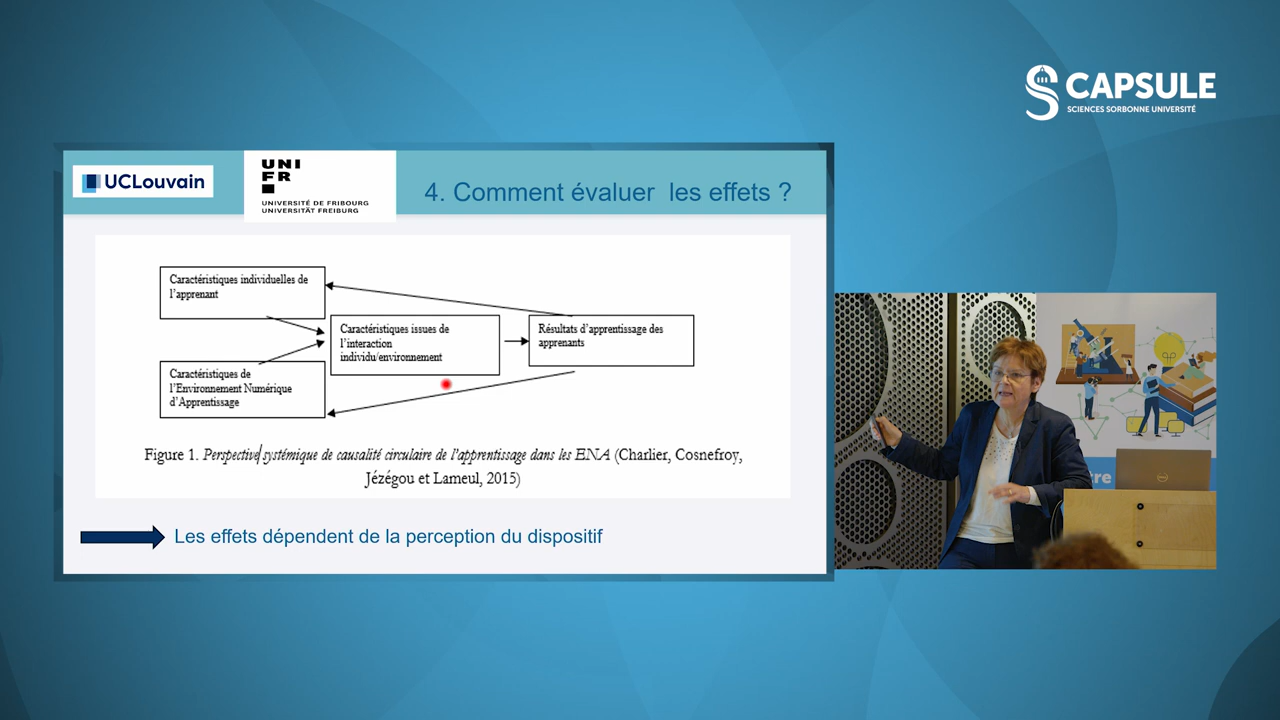 CAPSULE
SCIENCES SORBONNE UNIVERSITÉ
UCLouvain
UNI
FR
UNIVERSITÉ DE FRIBOURG
UNIVERSITÄT FREIBURG
4. Comment évaluer les effets ?
Caractéristiques individuelles de
l'apprenant
Caractéristiques issues de
l'interaction
individu/environnement
Résultats d'apprentissage des
apprenants
Caractéristiques de
l'Environnement Numérique
d'Apprentissage
Figure 1. Perspective systémique de causalité circulaire de l'apprentissage dans les ENA (Charlier, Cosnefroy,
Jézégou et Lameul, 2015)
Les effets dépendent de la perception du dispositif
tre
DELL